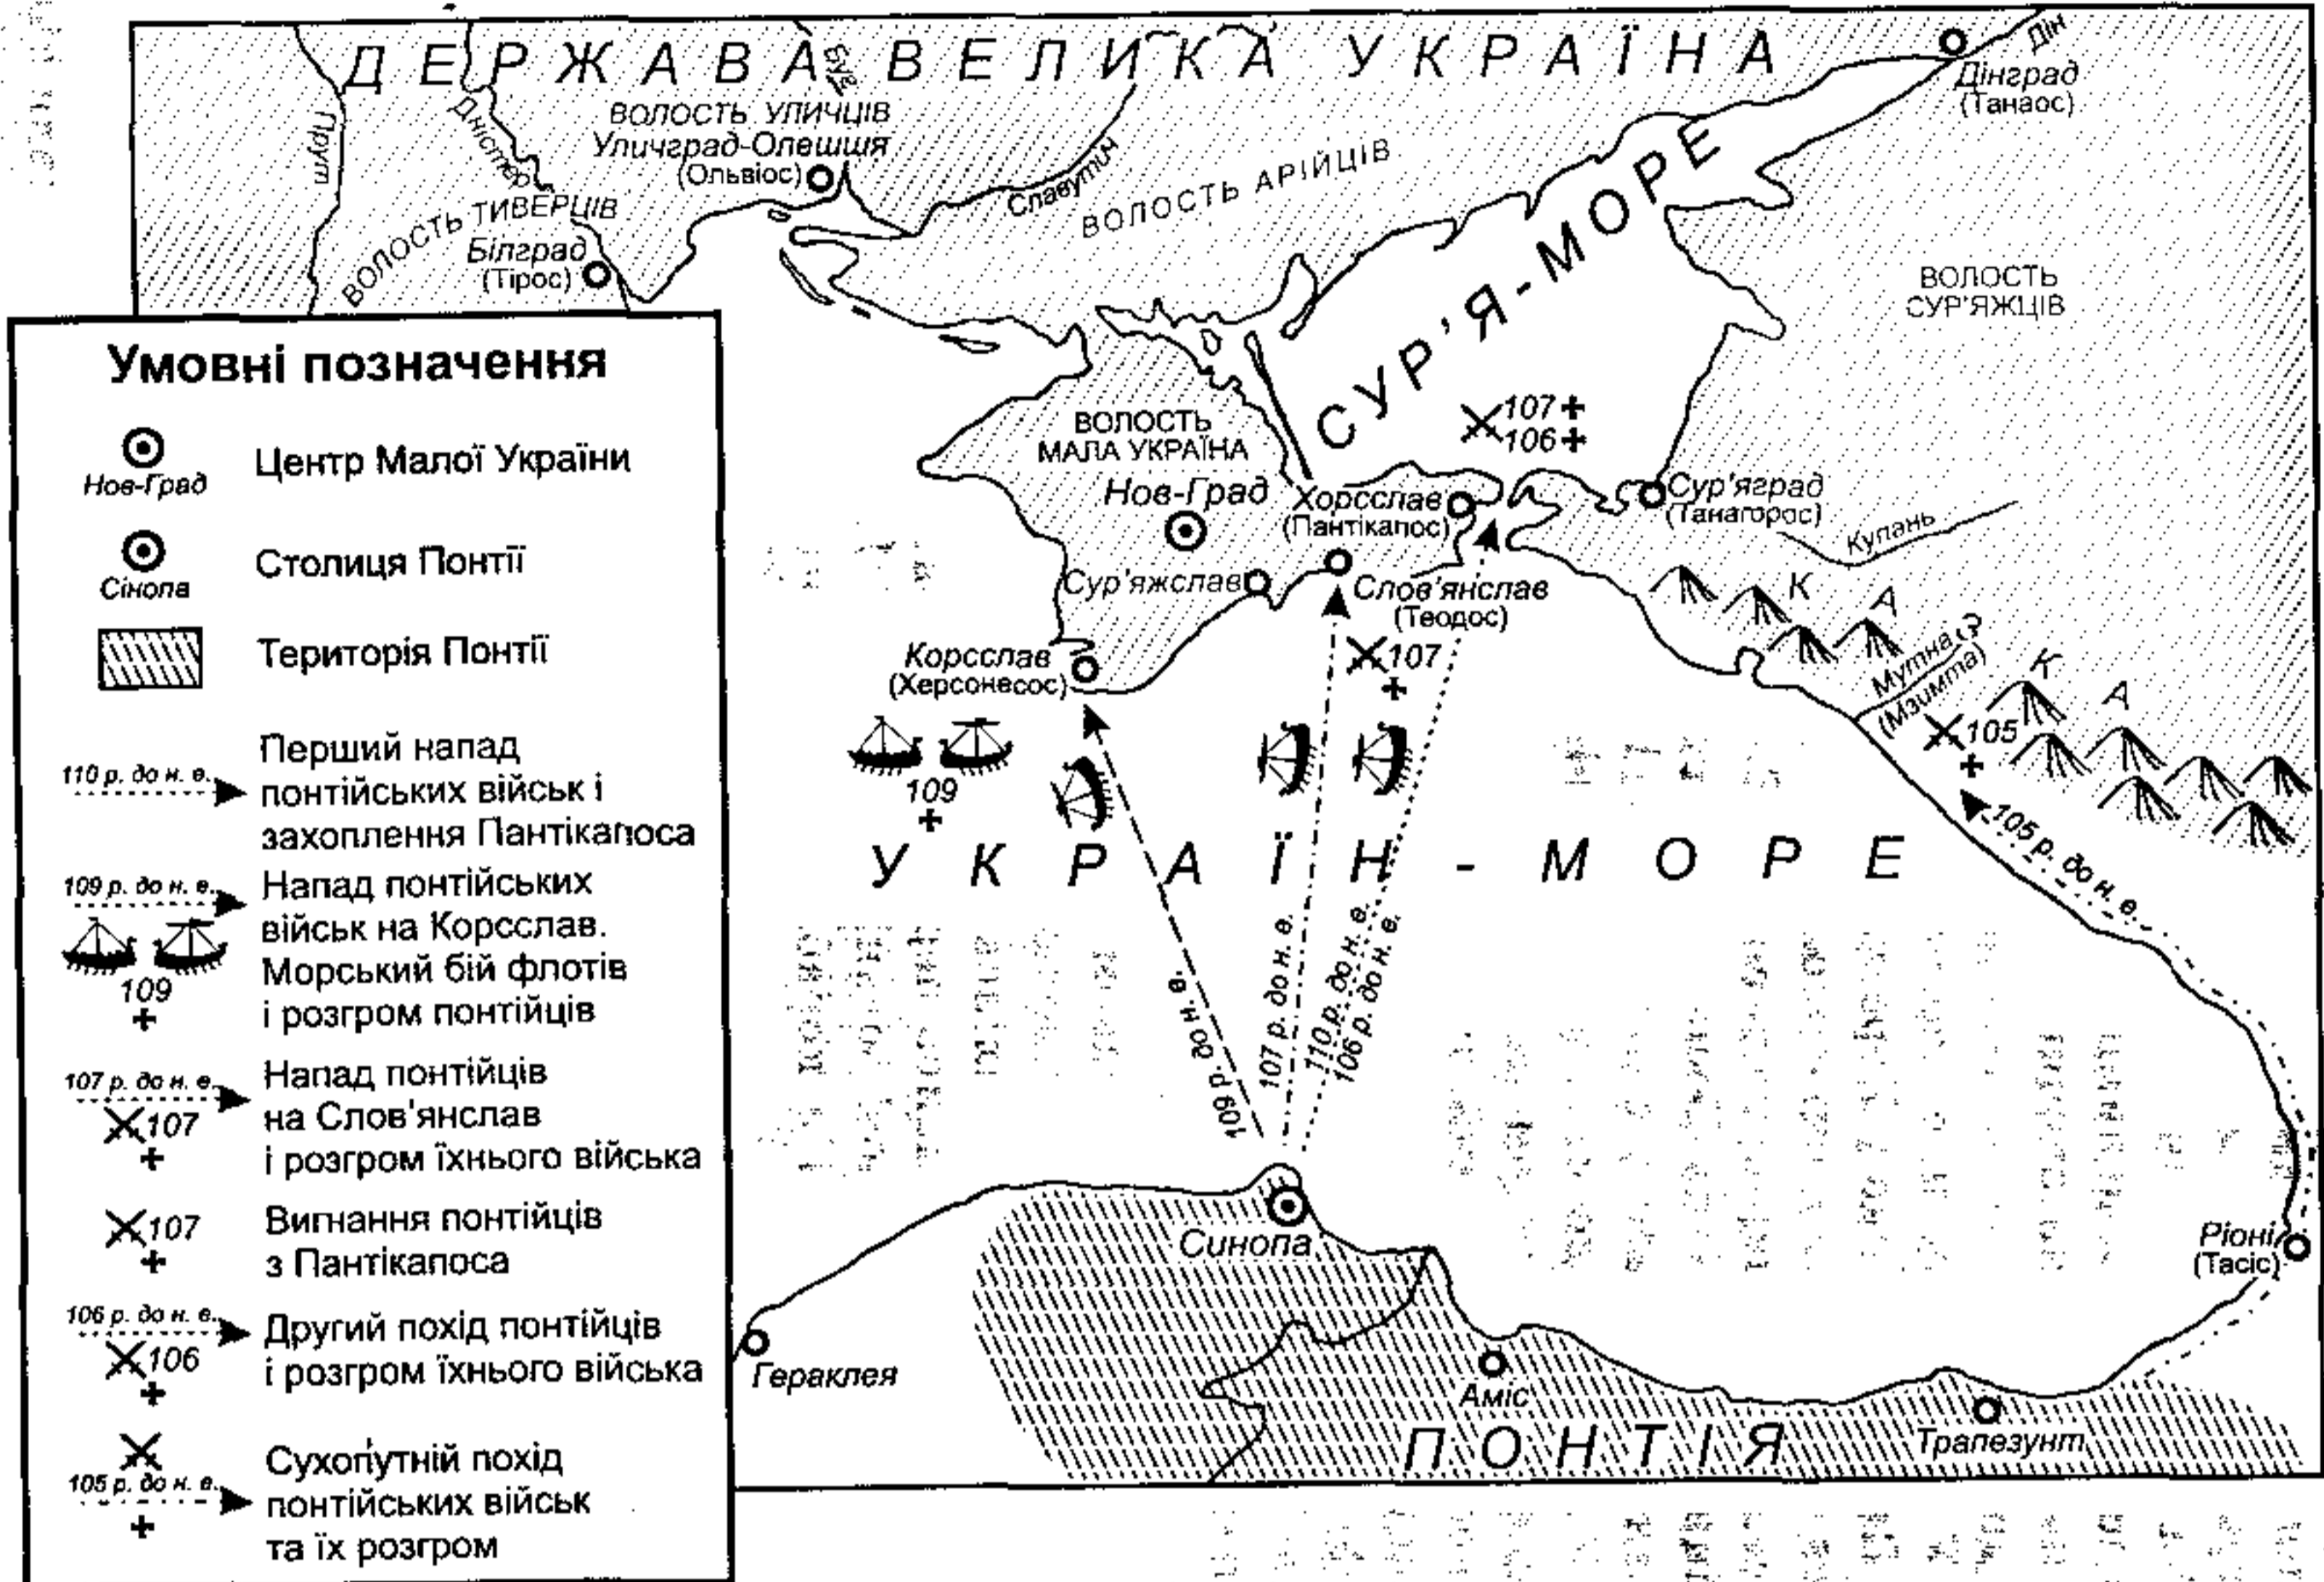 ДЕРЖАВА ВЕЛИКА УКРАЇНА
Прут
Дністер
Буг
Дін
Дінград
(Танаос)
ВОЛОСТЬ УЛИЧЦІВ
Уличград-Олешшя
(Ольвіос)
Славутич
ВОЛОСТЬ АРІЙЦІВ
ВОЛОСТЬ ТИВЕРЦІВ
Білград
(Тірос)
СУР'Я-МОРЕ
ВОЛОСТЬ
СУР'ЯЖЦІВ
107
106
ВОЛОСТЬ
МАЛА УКРАЇНА
Нов-Град
Хорсслав
(Пантікапос)
Сур'яград
(Танагорос)
Купань
Сур'яжслав
Слов'янслав
(Теодос)
Корсслав
(Херсонесос)
107
109
КАКА
Мутна
(Мзимта)
105
105 р. до н. е.
УКРАЇН-МОРЕ
109 р. до н. е.
107 р. до н. е.
110 р. до н. е.
106 р. до н. е.
Синопа
Ріоні
(Тасіс)
Гераклея
Аміс
ПОНТІЯ
Трапезунт
Умовні позначення
Нов-Град
Центр Малої України
Сінопа
Столиця Понтії
Територія Понтії
110 р. до н. е.
Перший напад
понтійських військ і
захоплення Пантікапоса
109 р. до н. е.
109
Напад понтійських
військ на Корсслав.
Морський бій флотів
і розгром понтійців
107 р. до н. е.
107
Напад понтійців
на Слов'янслав
і розгром їхнього війська
107
Вигнання понтійців
з Пантікапоса
106 р. до н. е.
106
Другий похід понтійців
і розгром їхнього війська
105 р. до н. е.
Сухопутній похід
понтійських військ
та їх розгром